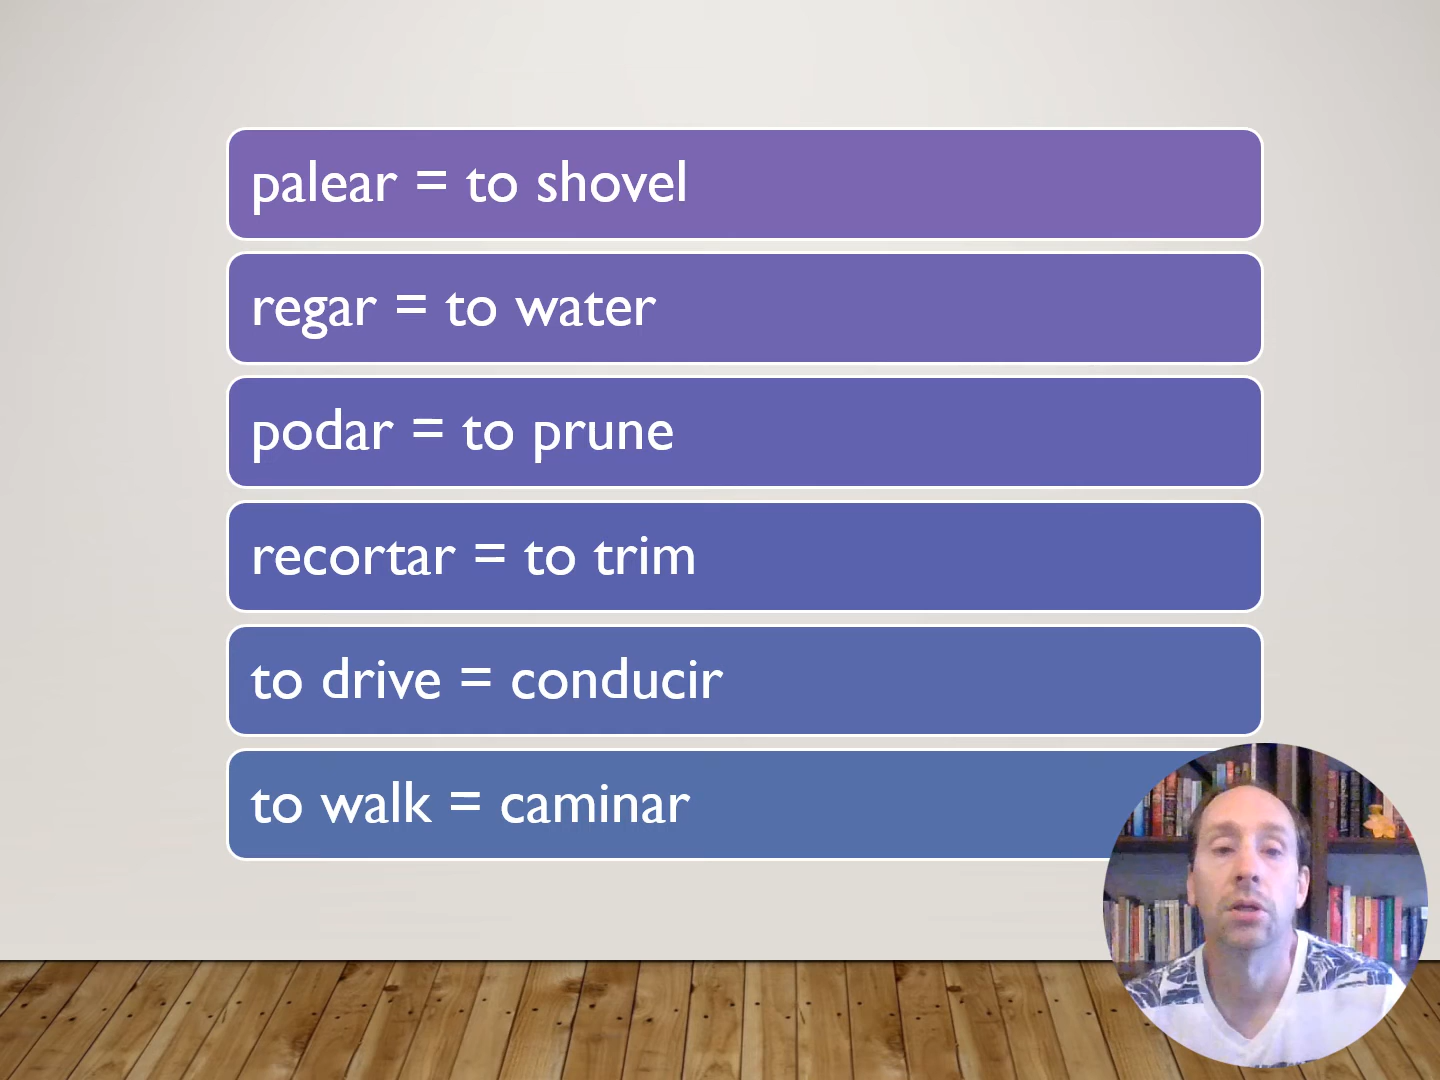 palear = to shovel
regar = to water
podar = to prune
recortar = to trim
to drive = conducir
to walk = caminar